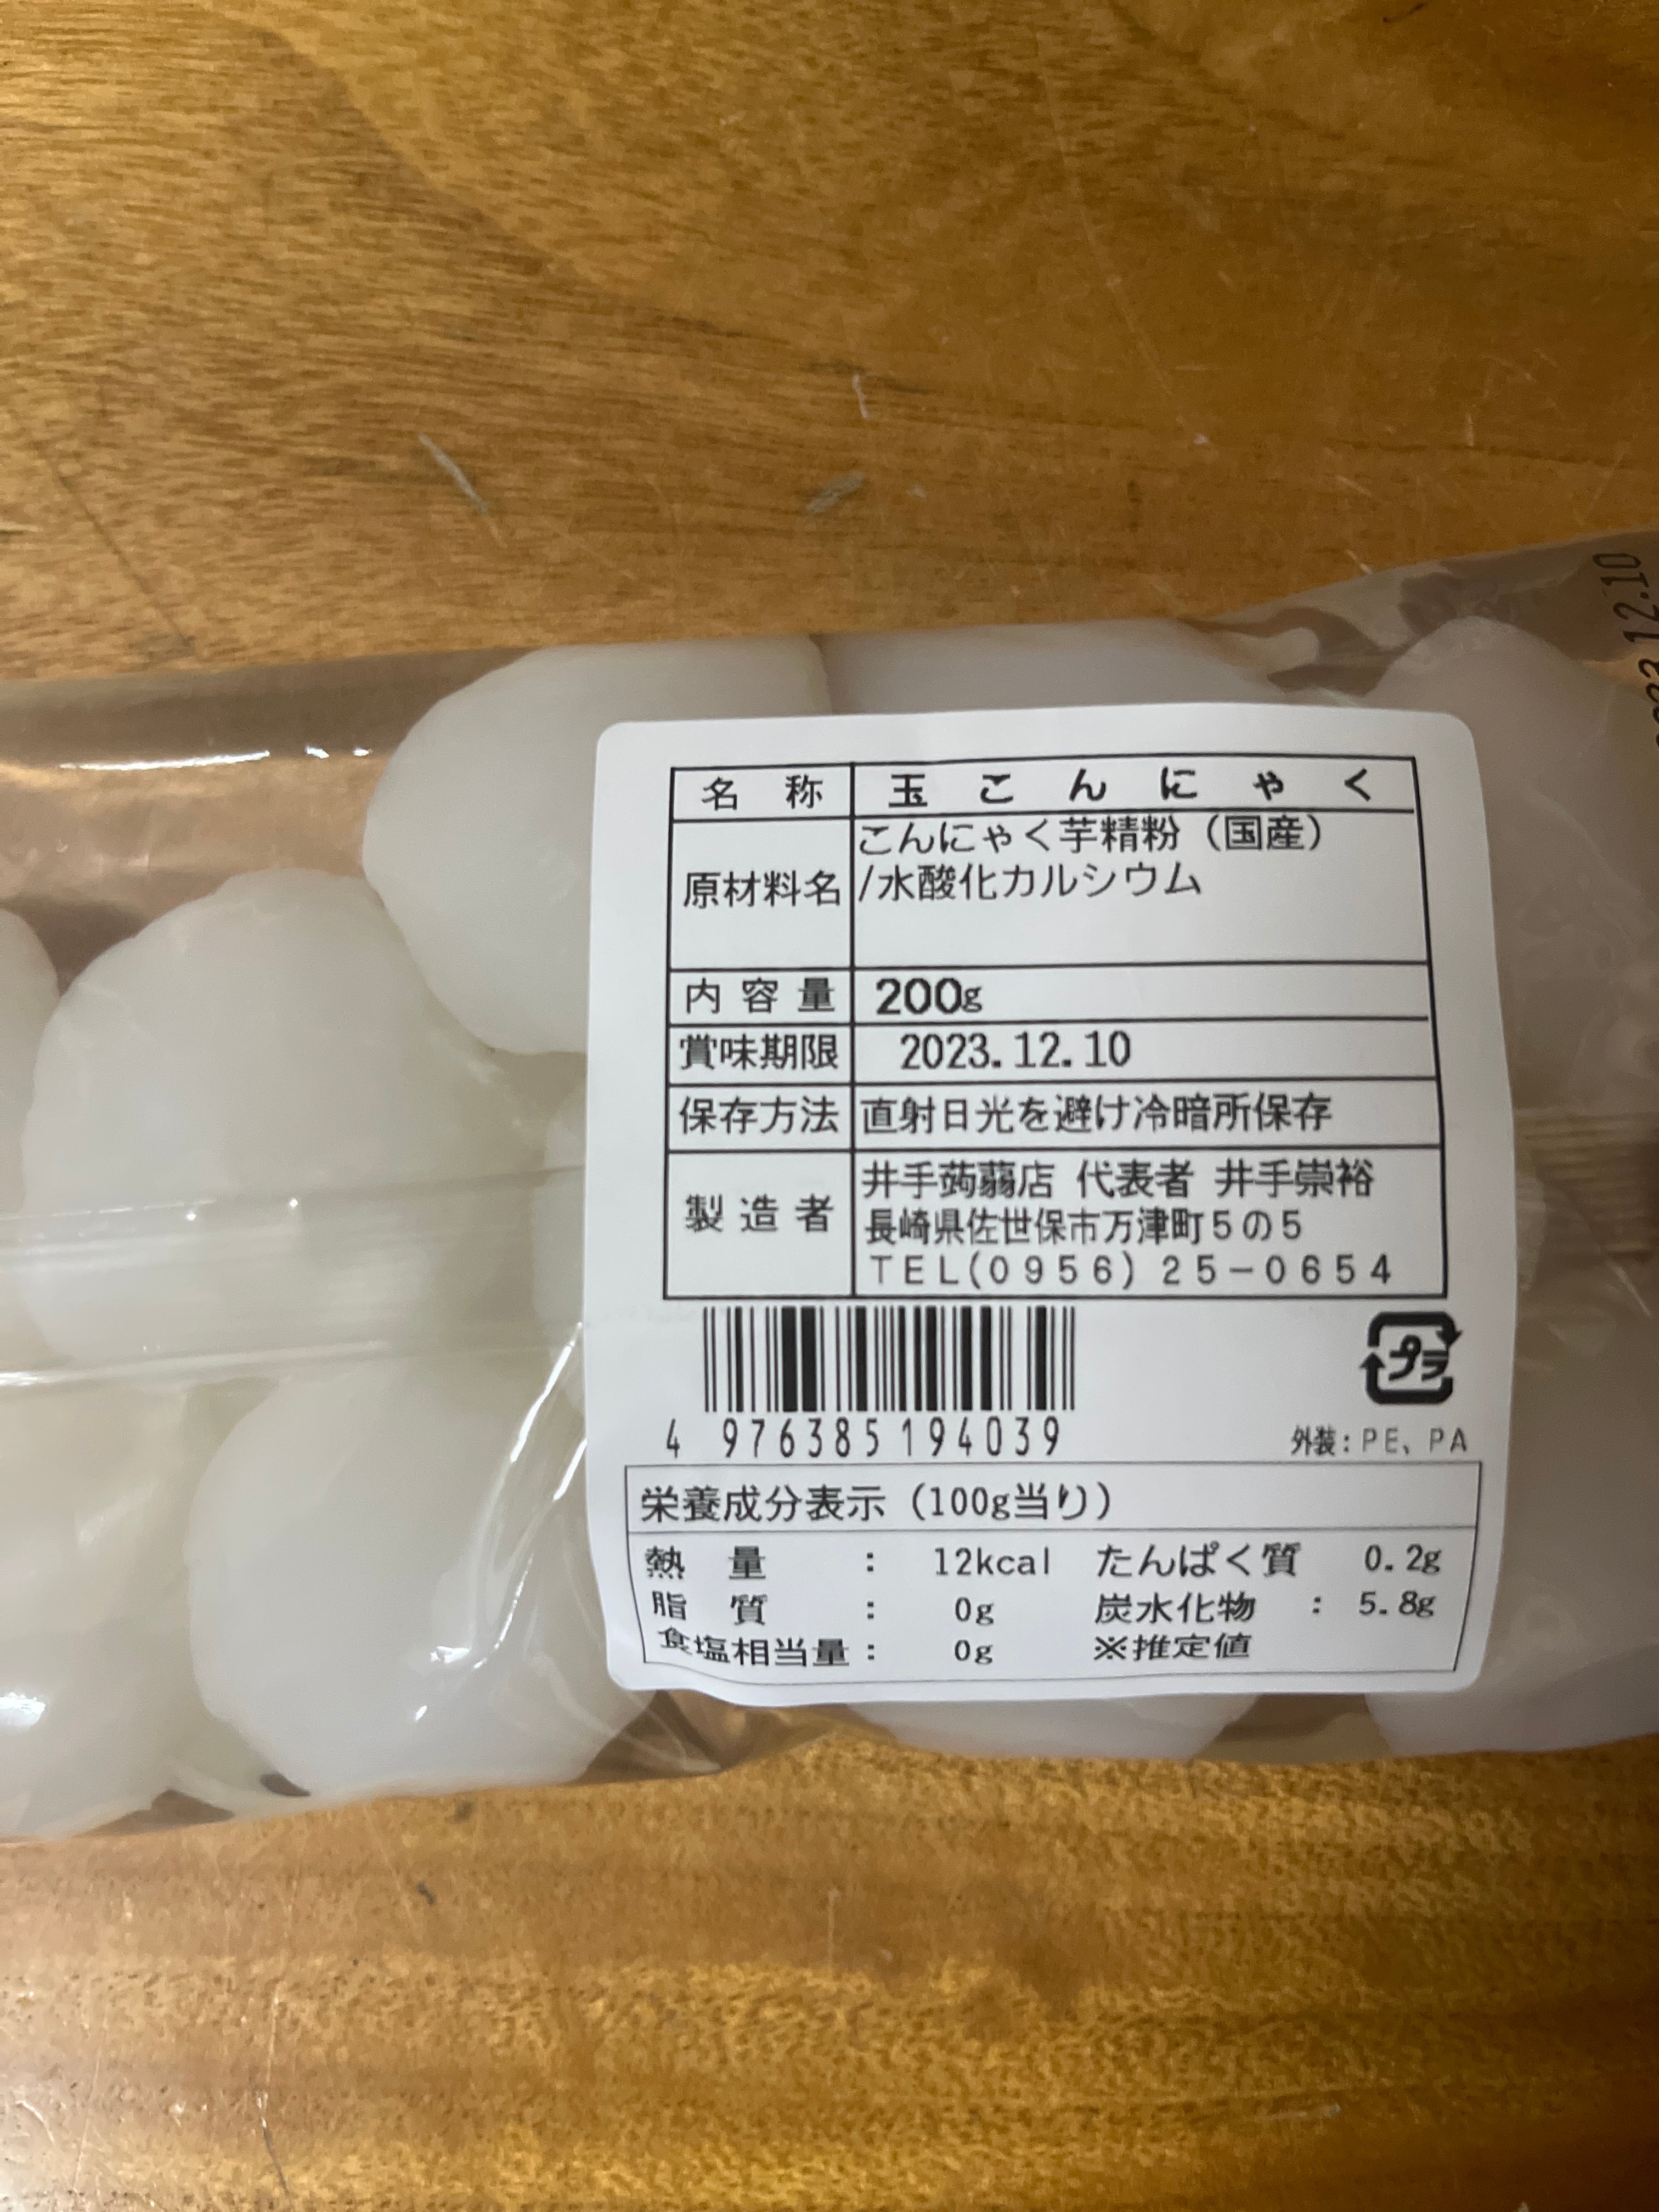 名 称 玉こんにゃく
原材料名 こんにゃく芋精粉（国産）
/水酸化カルシウム
内容量 200g
賞味期限 2023.12.10
保存方法 直射日光を避け冷暗所保存
製造者 井手蒟蒻店 代表者 井手崇裕
長崎県佐世保市万津町5の5
TEL(0956)25-0654
4 976385 194039
プラ
外装:PE、PA
栄養成分表示（100g当り）
熱 量 : 12kcal たんぱく質 0.2g
脂 質 : 0g 炭水化物 : 5.8g
食塩相当量: 0g ※推定値
12.10